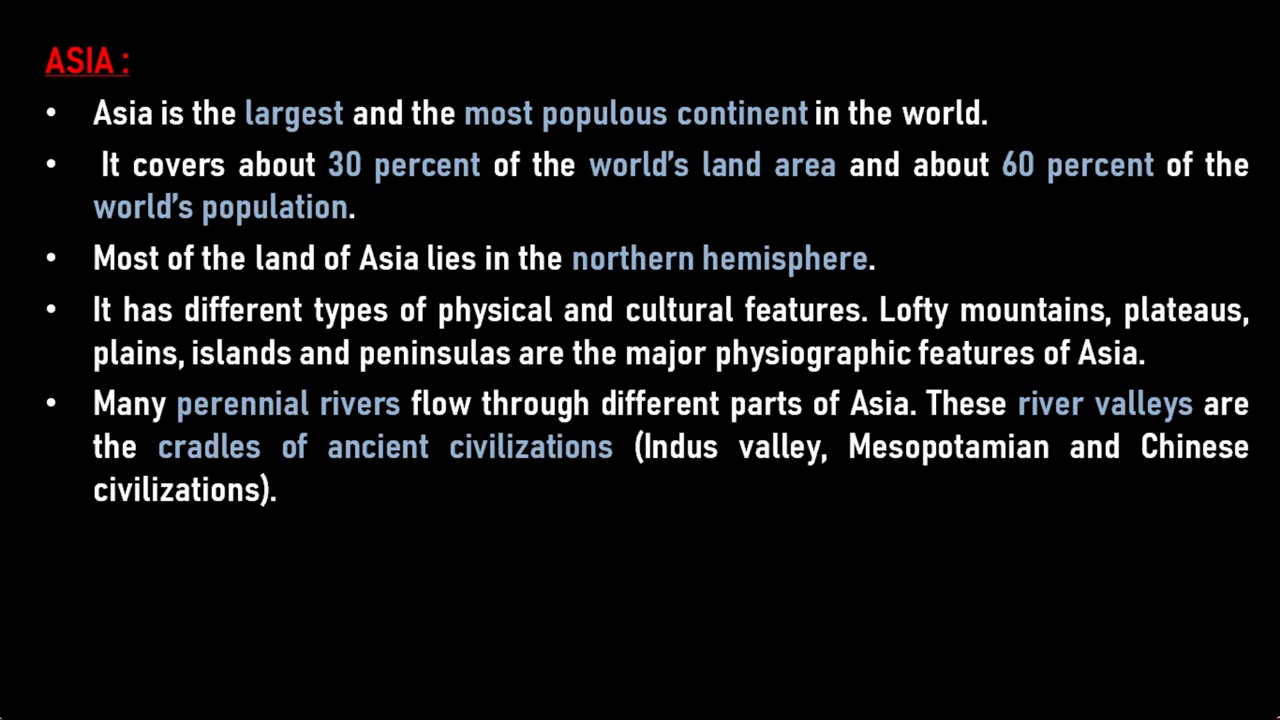 ASIA :
• Asia is the largest and the most populous continent in the world.
• It covers about 30 percent of the world's land area and about 60 percent of the
world's population.
• Most of the land of Asia lies in the northern hemisphere.
• It has different types of physical and cultural features. Lofty mountains, plateaus,
plains, islands and peninsulas are the major physiographic features of Asia.
• Many perennial rivers flow through different parts of Asia. These river valleys are
the cradles of ancient civilizations (Indus valley, Mesopotamian and Chinese
civilizations).